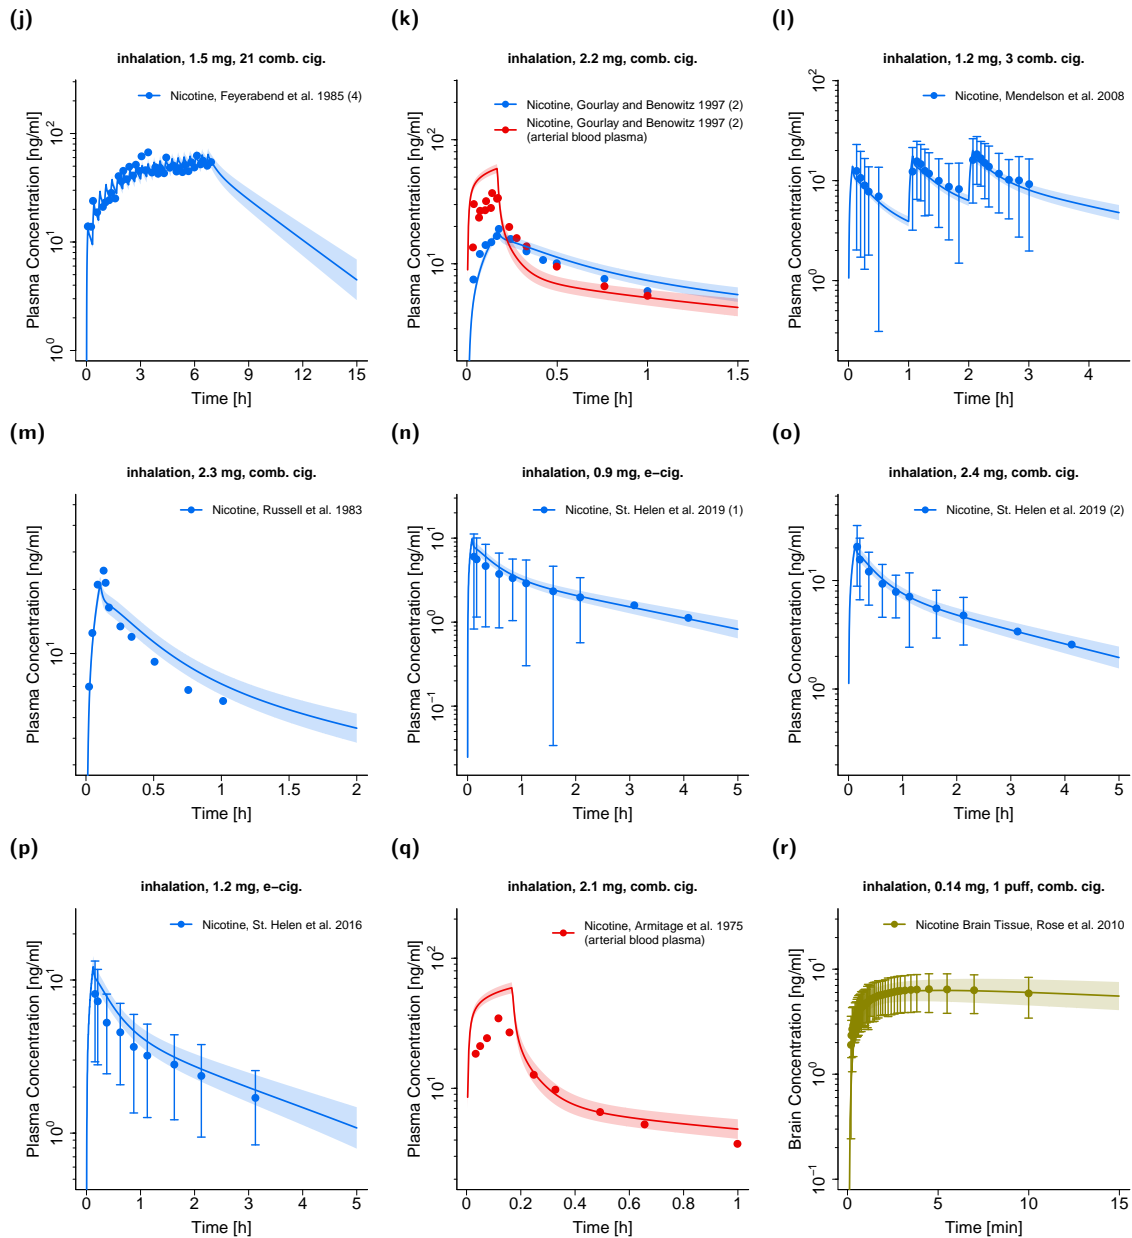 (j)
inhalation, 1.5 mg, 21 comb. cig.
Nicotine, Feyerabend et al. 1985 (4)
Plasma Concentration [ng/ml]
10^2
10^1
10^0
0 3 6 9 12 15
Time [h]
(k)
inhalation, 2.2 mg, comb. cig.
Nicotine, Gourlay and Benowitz 1997 (2)
Nicotine, Gourlay and Benowitz 1997 (2)
(arterial blood plasma)
Plasma Concentration [ng/ml]
10^2
10^1
0 0.5 1 1.5
Time [h]
(l)
inhalation, 1.2 mg, 3 comb. cig.
Nicotine, Mendelson et al. 2008
Plasma Concentration [ng/ml]
10^2
10^1
10^0
0 1 2 3 4
Time [h]
(m)
inhalation, 2.3 mg, comb. cig.
Nicotine, Russell et al. 1983
Plasma Concentration [ng/ml]
10^1
0 0.5 1 1.5 2
Time [h]
(n)
inhalation, 0.9 mg, e−cig.
Nicotine, St. Helen et al. 2019 (1)
Plasma Concentration [ng/ml]
10^1
10^0
10^−1
0 1 2 3 4 5
Time [h]
(o)
inhalation, 2.4 mg, comb. cig.
Nicotine, St. Helen et al. 2019 (2)
Plasma Concentration [ng/ml]
10^1
10^0
0 1 2 3 4 5
Time [h]
(p)
inhalation, 1.2 mg, e−cig.
Nicotine, St. Helen et al. 2016
Plasma Concentration [ng/ml]
10^1
10^0
0 1 2 3 4 5
Time [h]
(q)
inhalation, 2.1 mg, comb. cig.
Nicotine, Armitage et al. 1975
(arterial blood plasma)
Plasma Concentration [ng/ml]
10^2
10^1
0 0.2 0.4 0.6 0.8 1
Time [h]
(r)
inhalation, 0.14 mg, 1 puff, comb. cig.
Nicotine Brain Tissue, Rose et al. 2010
Brain Concentration [ng/ml]
10^1
10^0
10^−1
0 5 10 15
Time [min]